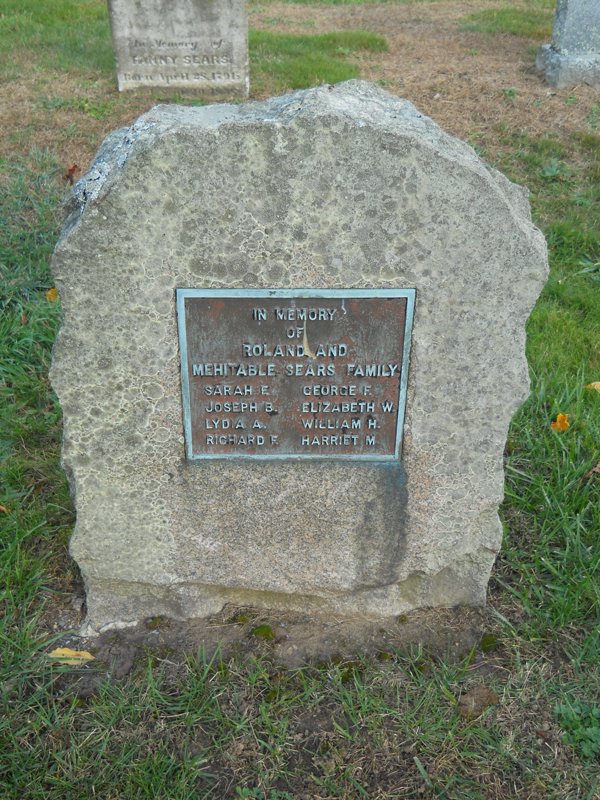 In Memory of
FANNY SEARS
Born April 28, 1791
IN MEMORY
OF
ROLAND AND
MEHITABLE SEARS FAMILY
SARAH E. GEORGE F.
JOSEPH B. ELIZABETH W.
LYDIA A. WILLIAM H.
RICHARD F. HARRIET M.